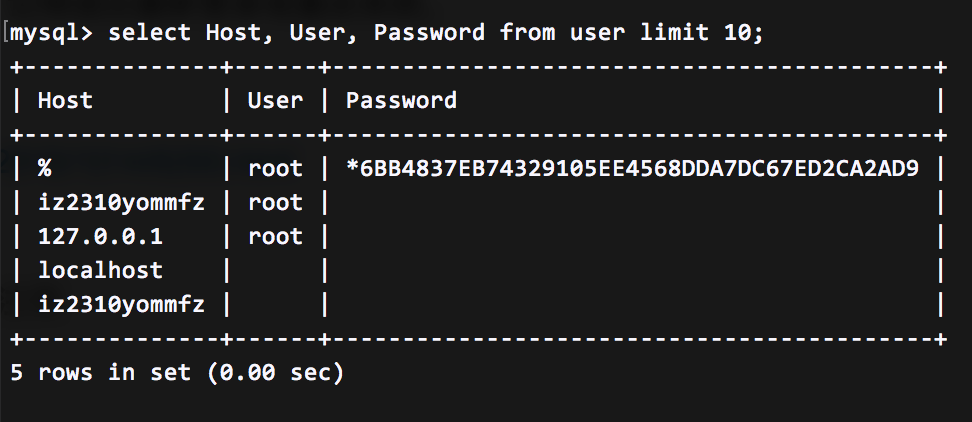 [mysql> select Host, User, Password from user limit 10;
+--------------+------+-------------------------------------------+
| Host         | User | Password                                  |
+--------------+------+-------------------------------------------+
| %            | root | *6BB4837EB74329105EE4568DDA7DC67ED2CA2AD9 |
| iz2310yommfz | root |                                           |
| 127.0.0.1    | root |                                           |
| localhost    |      |                                           |
| iz2310yommfz |      |                                           |
+--------------+------+-------------------------------------------+
5 rows in set (0.00 sec)